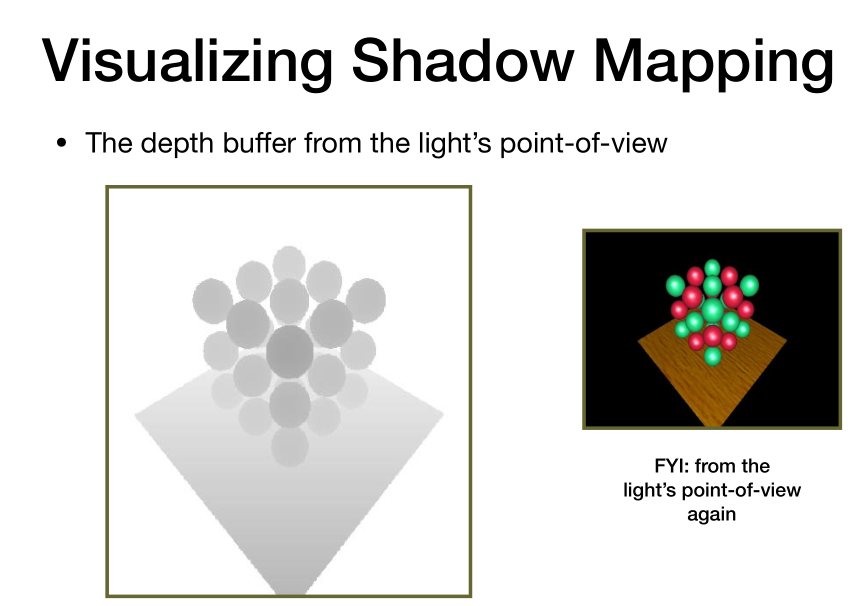 Visualizing Shadow Mapping
• The depth buffer from the light’s point-of-view
FYI: from the
light’s point-of-view
again